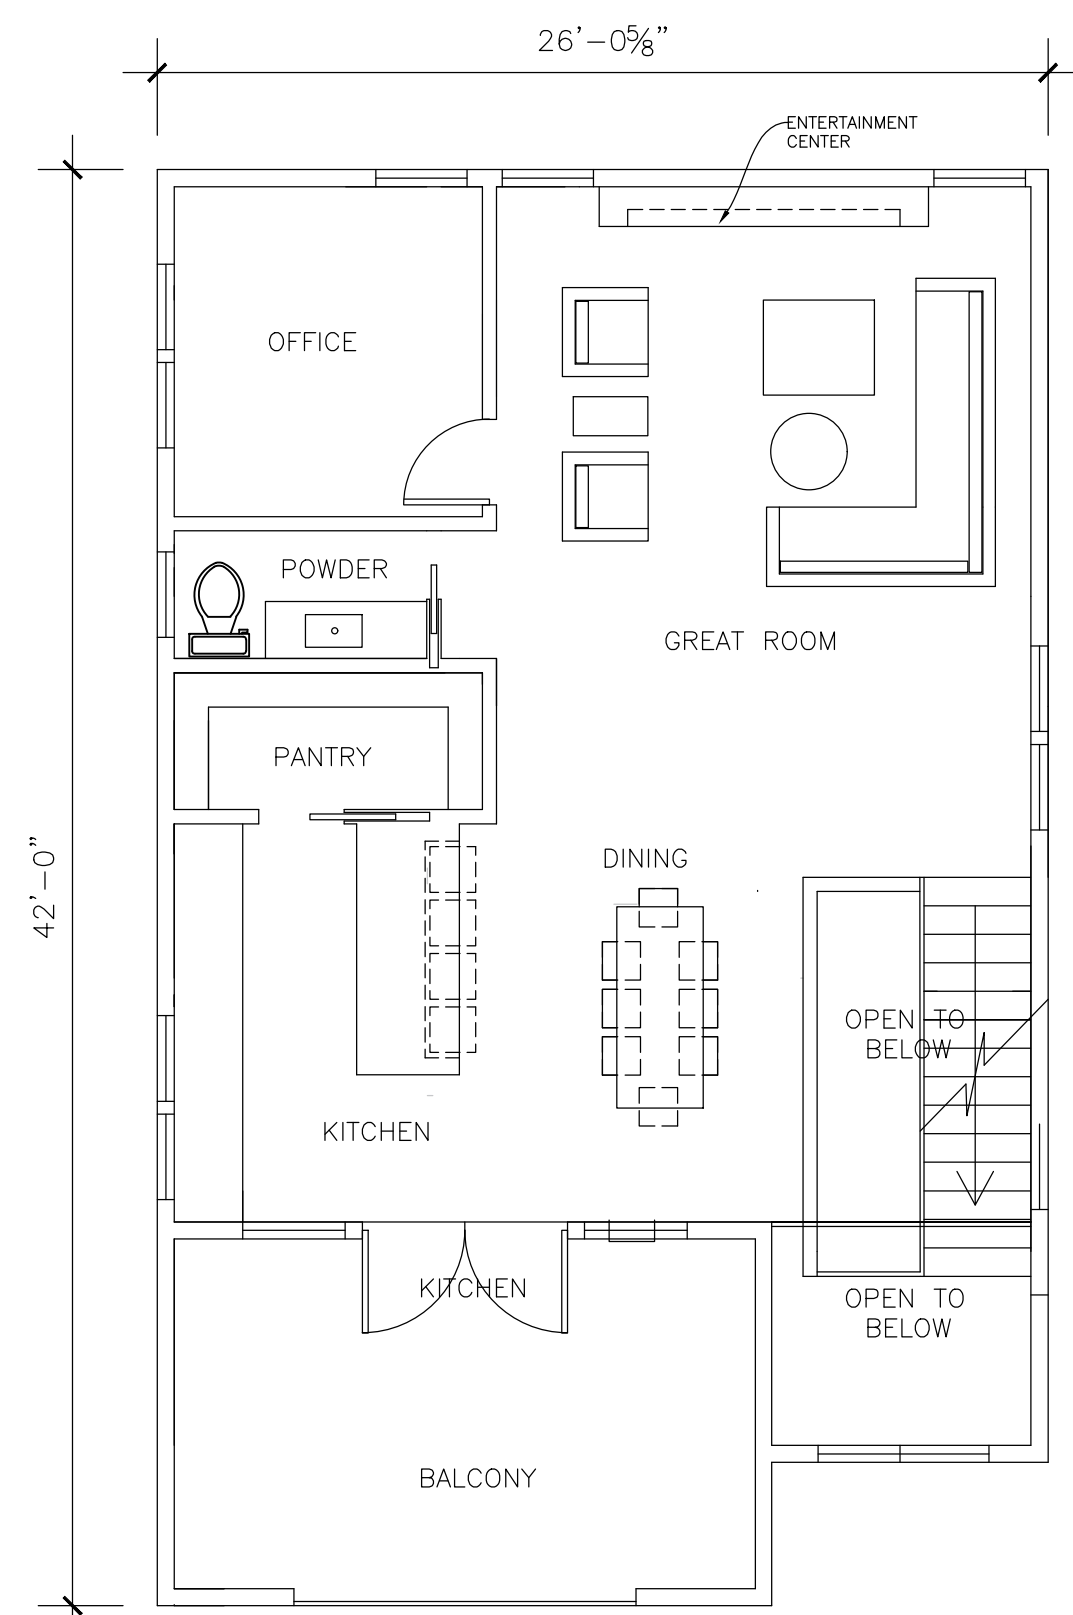 26'-0⅝"
ENTERTAINMENT
CENTER
OFFICE
POWDER
GREAT ROOM
PANTRY
42'-0"
DINING
OPEN TO
BELOW
KITCHEN
KITCHEN
OPEN TO
BELOW
BALCONY